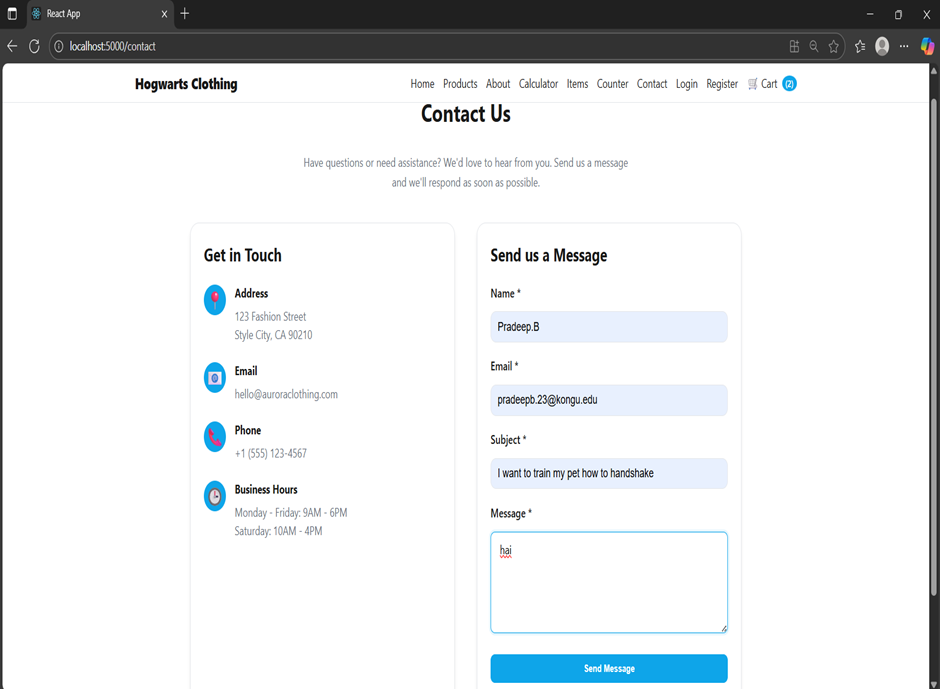 React App
localhost:5000/contact
Hogwarts Clothing
Home Products About Calculator Items Counter Contact Login Register Cart (2)
Contact Us
Have questions or need assistance? We'd love to hear from you. Send us a message
and we'll respond as soon as possible.
Get in Touch
Address
123 Fashion Street
Style City, CA 90210
Email
hello@auroraclothing.com
Phone
+1 (555) 123-4567
Business Hours
Monday - Friday: 9AM - 6PM
Saturday: 10AM - 4PM
Send us a Message
Name *
Pradeep.B
Email *
pradeepb.23@kongu.edu
Subject *
I want to train my pet how to handshake
Message *
hai
Send Message